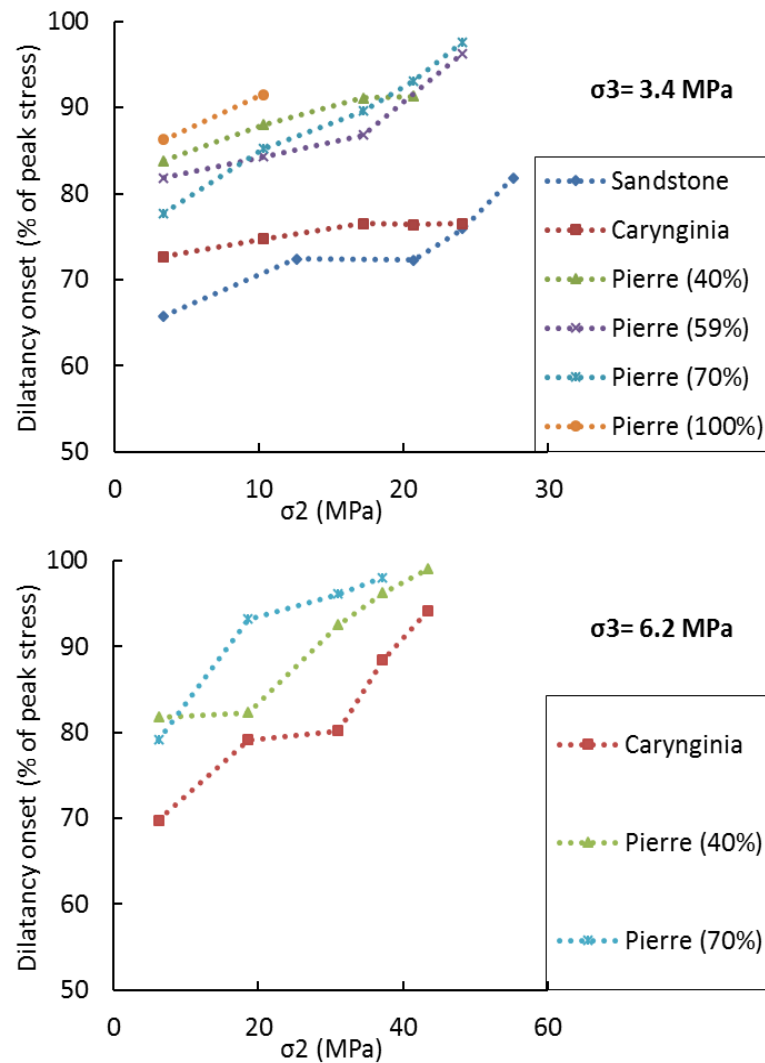 100
90
80
70
60
50
Dilatancy onset (% of peak stress)
0
10
20
30
σ2 (MPa)
σ3= 3.4 MPa
Sandstone
Carynginia
Pierre (40%)
Pierre (59%)
Pierre (70%)
Pierre (100%)
100
90
80
70
60
50
Dilatancy onset (% of peak stress)
0
20
40
60
σ2 (MPa)
σ3= 6.2 MPa
Carynginia
Pierre (40%)
Pierre (70%)